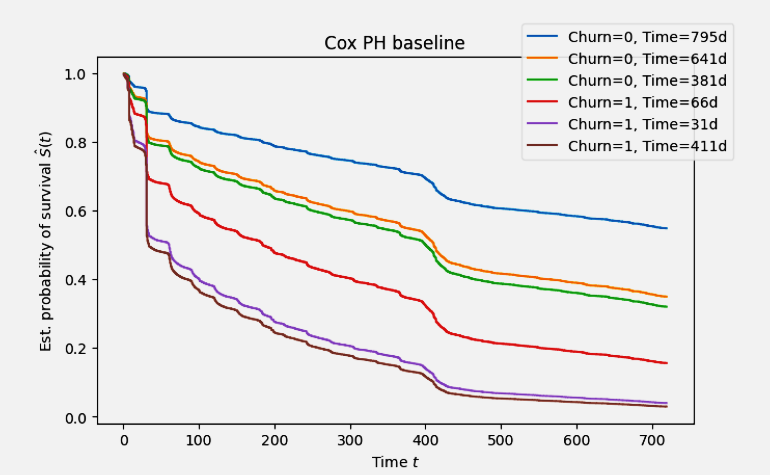 Cox PH baseline
Churn=0, Time=795d
Churn=0, Time=641d
Churn=0, Time=381d
Churn=1, Time=66d
Churn=1, Time=31d
Churn=1, Time=411d
Est. probability of survival Ŝ(t)
1.0
0.8
0.6
0.4
0.2
0.0
0 100 200 300 400 500 600 700
Time t